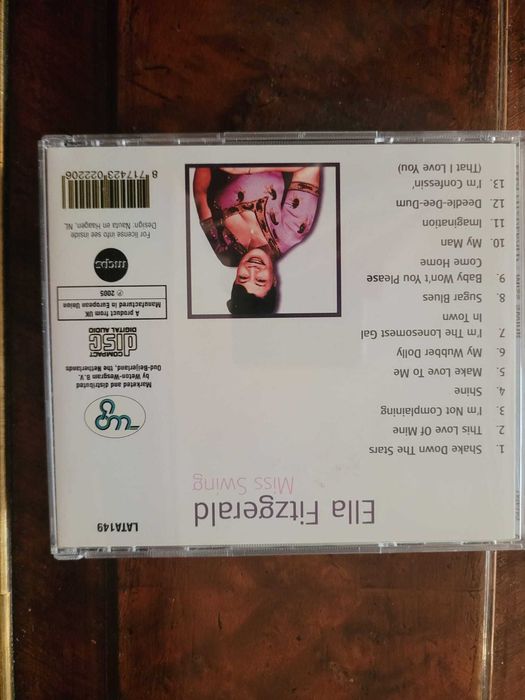 Ella Fitzgerald
Miss Swing
LATA149
1. Shake Down The Stars
2. This Love Of Mine
3. I'm Not Complaining
4. Shine
5. Make Love To Me
6. My Wubber Dolly
7. I'm The Lonesomest Gal
In Town
8. Sugar Blues
9. Baby Won't You Please
Come Home
10. My Man
11. Imagination
12. Deedle-Dee-Dum
13. I'm Confessin'
(That I Love You)
Marketed and distributed
by Weton-Wesgram B.V.
Oud-Beijerland, the Netherlands
COMPACT
disc
DIGITAL AUDIO
A product from UK
Manufactured in European Union
℗ 2005
mcps
For license see info inside
Design: Nauta en Haagen, NL
8 717423 022206